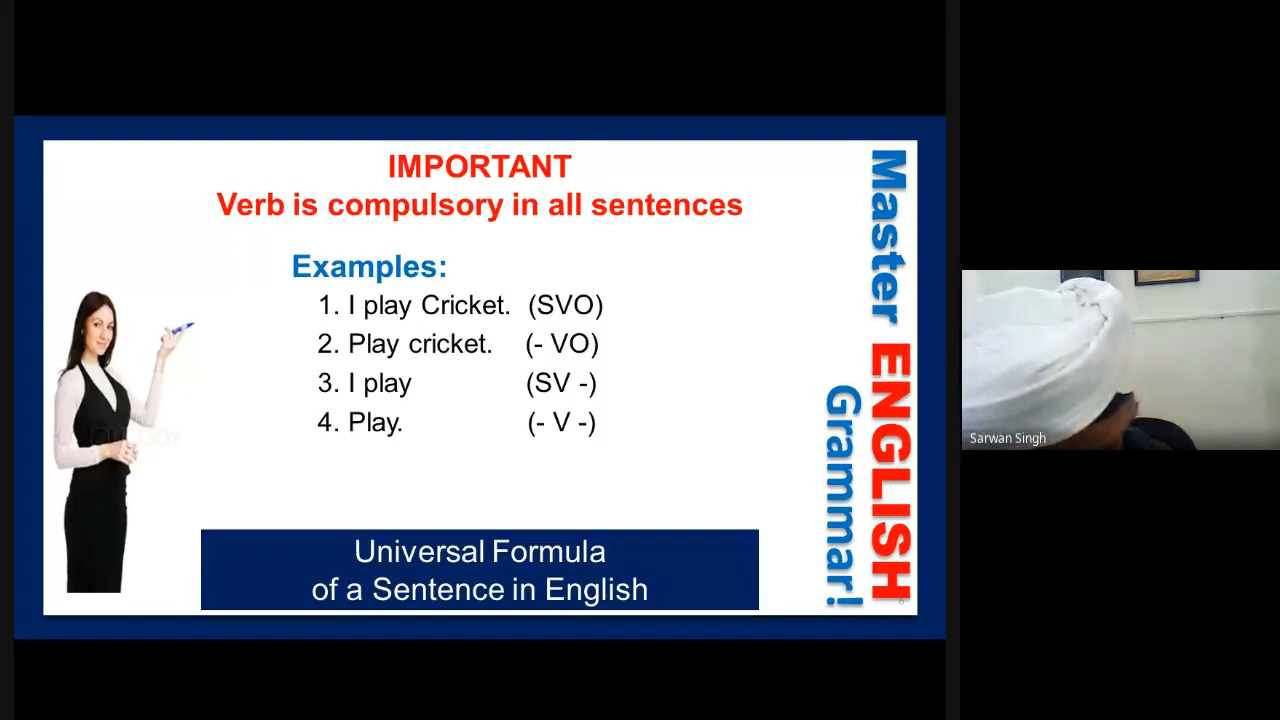 IMPORTANT
Verb is compulsory in all sentences
Examples:
1. I play Cricket. (SVO)
2. Play cricket. (- VO)
3. I play (SV -)
4. Play. (- V -)
Universal Formula
of a Sentence in English
Master ENGLISH
Grammar!
Sarwan Singh